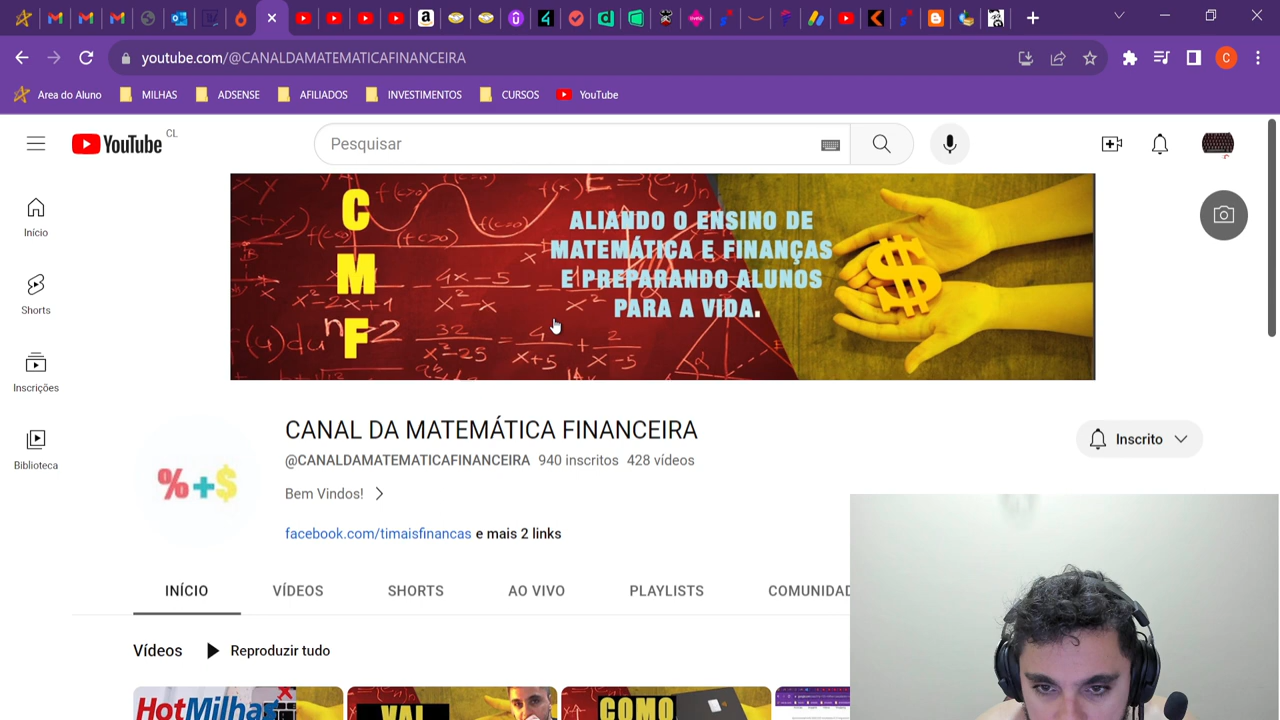 youtube.com/@CANALDAMATEMATICAFINANCEIRA
C
Area do Aluno
MILHAS
ADSENSE
AFILIADOS
INVESTIMENTOS
CURSOS
YouTube
YouTube CL
Pesquisar
Início
Shorts
Inscrições
Biblioteca
C
M
F
ALIANDO O ENSINO DE
MATEMÁTICA E FINANÇAS
E PREPARANDO ALUNOS
PARA A VIDA.
CANAL DA MATEMÁTICA FINANCEIRA
@CANALDAMATEMATICAFINANCEIRA 940 inscritos 428 vídeos
Bem Vindos!
facebook.com/timaisfinancas e mais 2 links
Inscrito
%+$
INÍCIO
VÍDEOS
SHORTS
AO VIVO
PLAYLISTS
COMUNIDAD
Vídeos
Reproduzir tudo
HotMilhas
VAI
COMO